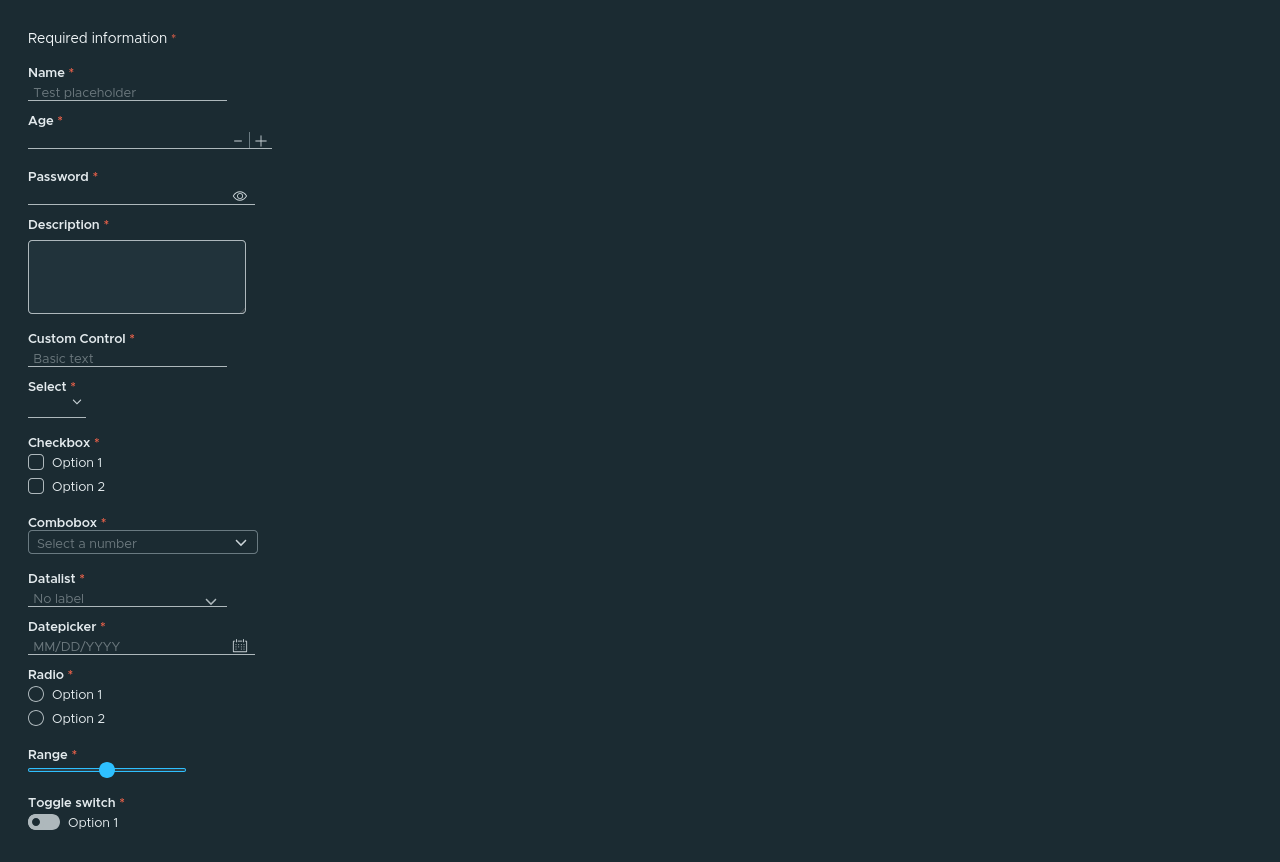 Required information *
Name *
Test placeholder
Age *
Password *
Description *
Custom Control *
Basic text
Select *
Checkbox *
Option 1
Option 2
Combobox *
Select a number
Datalist *
No label
Datepicker *
MM/DD/YYYY
Radio *
Option 1
Option 2
Range *
Toggle switch *
Option 1